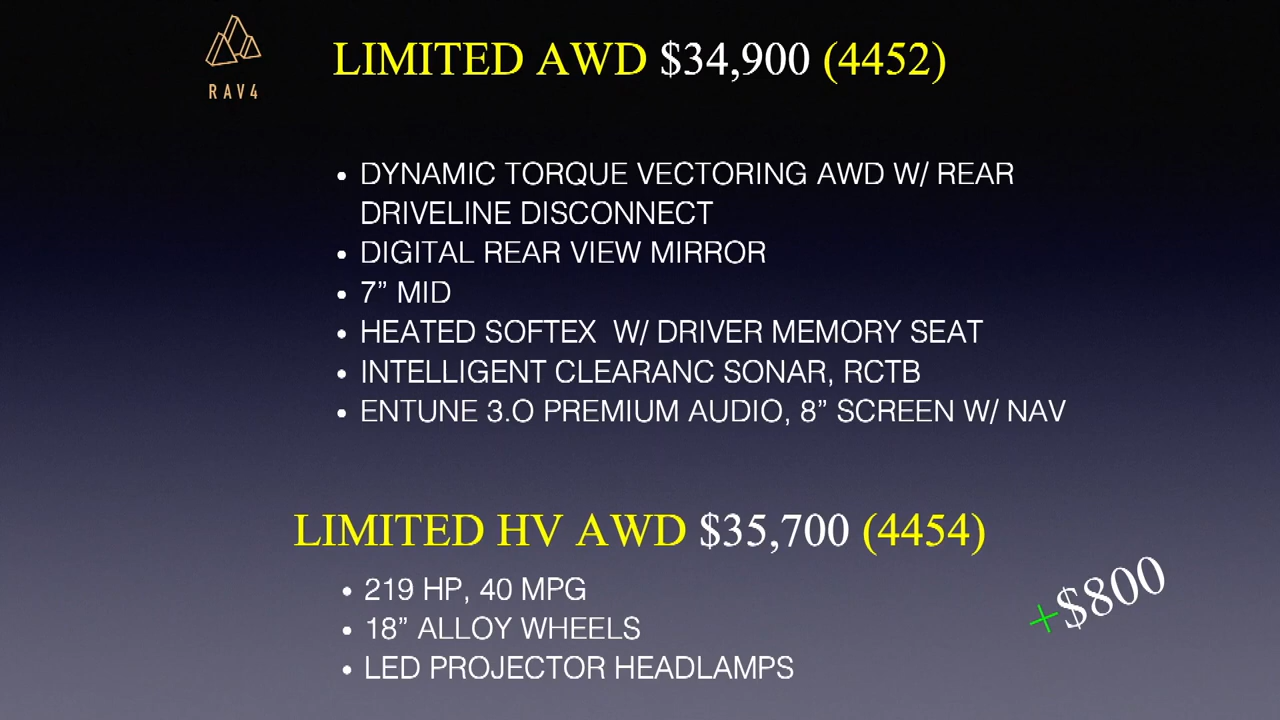 RAV4
LIMITED AWD $34,900 (4452)
• DYNAMIC TORQUE VECTORING AWD W/ REAR
DRIVELINE DISCONNECT
• DIGITAL REAR VIEW MIRROR
• 7” MID
• HEATED SOFTEX  W/ DRIVER MEMORY SEAT
• INTELLIGENT CLEARANC SONAR, RCTB
• ENTUNE 3.O PREMIUM AUDIO, 8” SCREEN W/ NAV
LIMITED HV AWD $35,700 (4454)
+$800
• 219 HP, 40 MPG
• 18” ALLOY WHEELS
• LED PROJECTOR HEADLAMPS